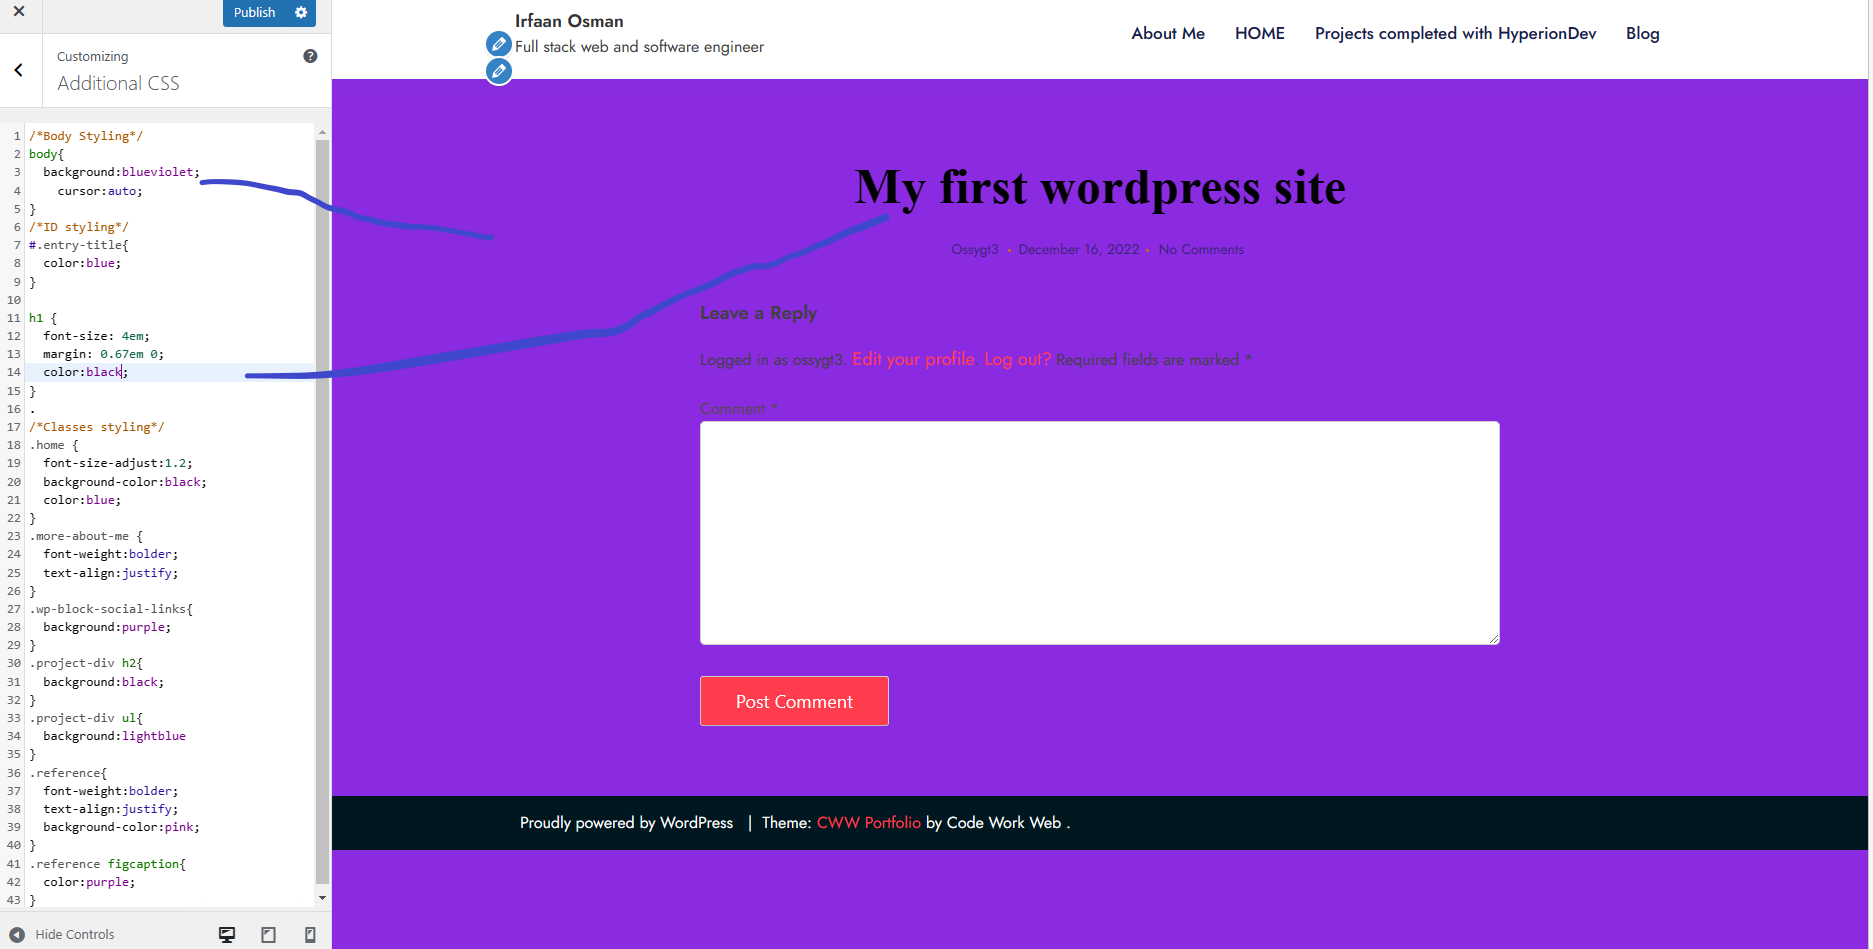 Publish
Customizing
Additional CSS
1 /*Body Styling*/
2 body{
3 background:blueviolet;
4 cursor:auto;
5 }
6 /*ID styling*/
7 #.entry-title{
8 color:blue;
9 }
10
11 h1 {
12 font-size: 4em;
13 margin: 0.67em 0;
14 color:black;
15 }
16 .
17 /*Classes styling*/
18 .home {
19 font-size-adjust:1.2;
20 background-color:black;
21 color:blue;
22 }
23 .more-about-me {
24 font-weight:bolder;
25 text-align:justify;
26 }
27 .wp-block-social-links{
28 background:purple;
29 }
30 .project-div h2{
31 background:black;
32 }
33 .project-div ul{
34 background:lightblue
35 }
36 .reference{
37 font-weight:bolder;
38 text-align:justify;
39 background-color:pink;
40 }
41 .reference figcaption{
42 color:purple;
43 }
Hide Controls
Irfaan Osman
Full stack web and software engineer
About Me HOME Projects completed with HyperionDev Blog
My first wordpress site
Ossygt3 • December 16, 2022 • No Comments
Leave a Reply
Logged in as ossygt3. Edit your profile. Log out? Required fields are marked *
Comment *
Post Comment
Proudly powered by WordPress | Theme: CWW Portfolio by Code Work Web .